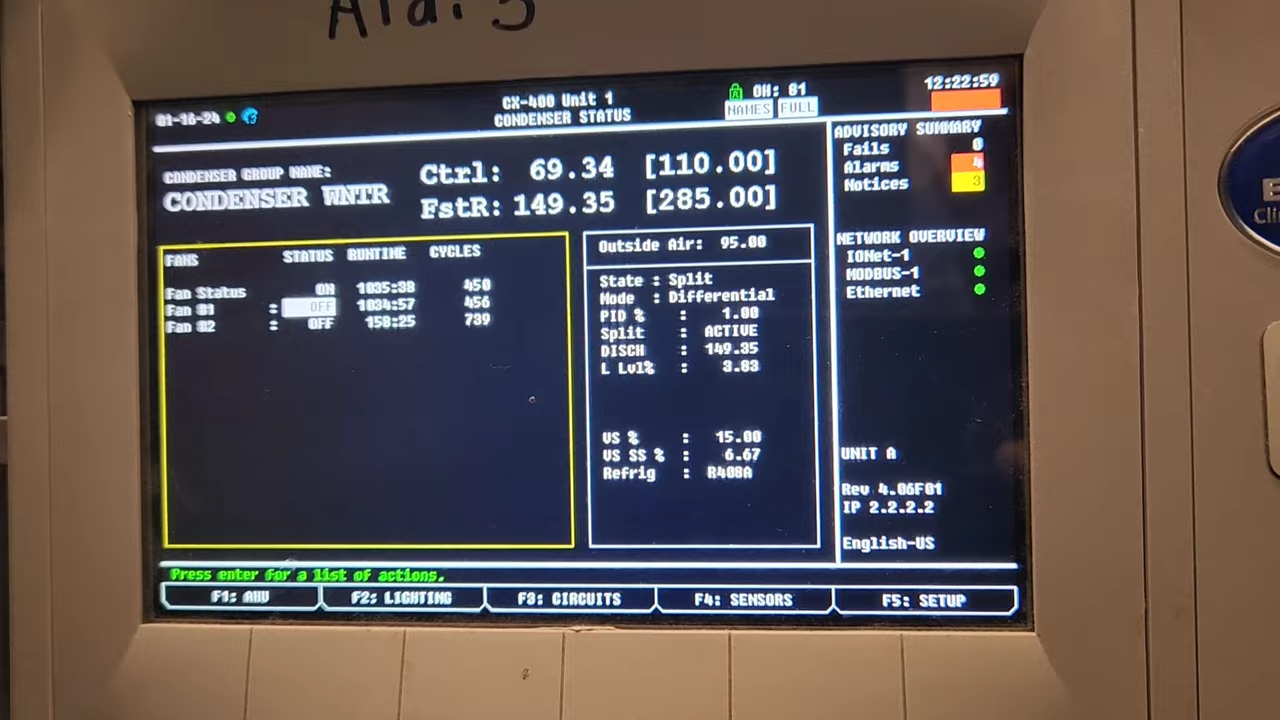 01-16-24
CX-400 Unit 1
CONDENSER STATUS
OH: 01
NAMES FULL
12:22:59
CONDENSER GROUP NAME:
CONDENSER WNTR
Ctrl: 69.34 [110.00]
FstR: 149.35 [285.00]
FANS STATUS RUNTIME CYCLES
Fan Status ON 1035:38 450
Fan 01 : OFF 1034:57 456
Fan 02 : OFF 158:25 739
Outside Air: 95.00
State : Split
Mode : Differential
PID % : 1.00
Split : ACTIVE
DISCH : 149.35
L Lvl% : 3.83
VS % : 15.00
VS SS % : 6.67
Refrig : R408A
ADVISORY SUMMARY
Fails 0
Alarms 4
Notices 3
NETWORK OVERVIEW
IONet-1
MODBUS-1
Ethernet
UNIT A
Rev 4.06F01
IP 2.2.2.2
English-US
Press enter for a list of actions.
F1: AHU
F2: LIGHTING
F3: CIRCUITS
F4: SENSORS
F5: SETUP